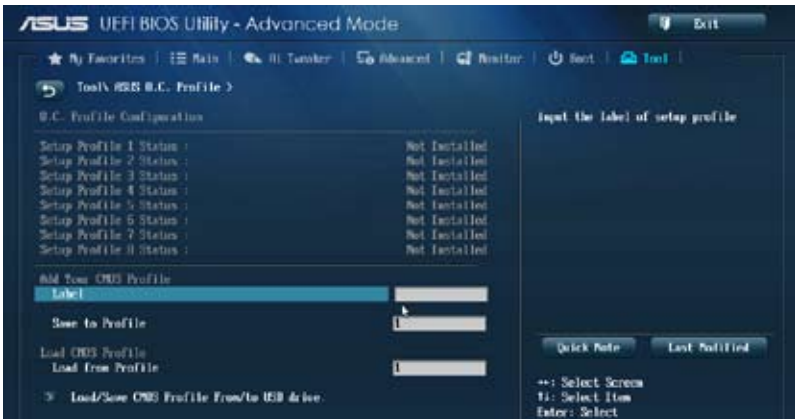 ASUS UEFI BIOS Utility - Advanced Mode
Exit
My Favorites
Main
Ai Tweaker
Advanced
Monitor
Boot
Tool
Tool\ ASUS O.C. Profile >
O.C. Profile Configuration
Input the label of setup profile
Setup Profile 1 Status : Not Installed
Setup Profile 2 Status : Not Installed
Setup Profile 3 Status : Not Installed
Setup Profile 4 Status : Not Installed
Setup Profile 5 Status : Not Installed
Setup Profile 6 Status : Not Installed
Setup Profile 7 Status : Not Installed
Setup Profile 8 Status : Not Installed
Add Your CMOS Profile
Label
Save to Profile 1
Load CMOS Profile
Load from Profile 1
> Load/Save CMOS Profile From/to USB drive.
Quick Note
Last Modified
→←: Select Screen
↑↓: Select Item
Enter: Select